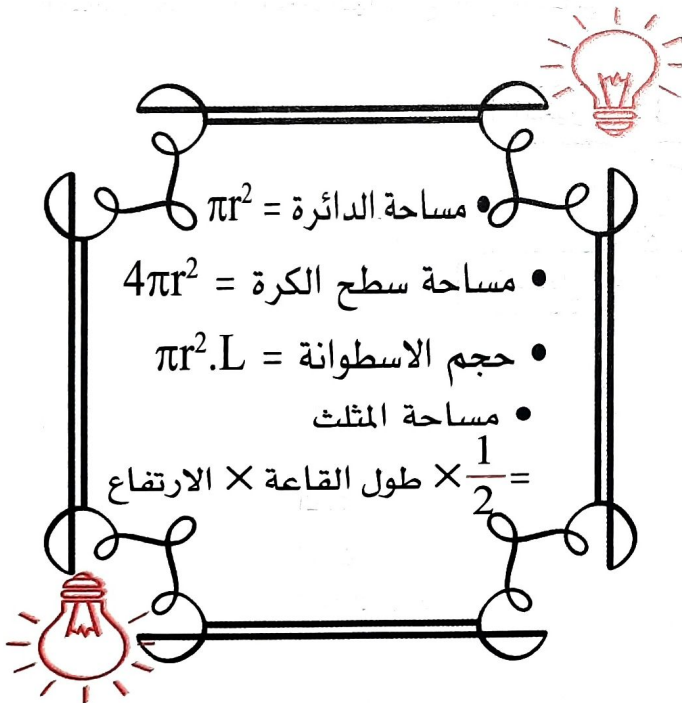 • مساحة الدائرة = πr²
• مساحة سطح الكرة = 4πr²
• حجم الاسطوانة = πr².L
• مساحة المثلث
= 1/2 × طول القاعة × الارتفاع